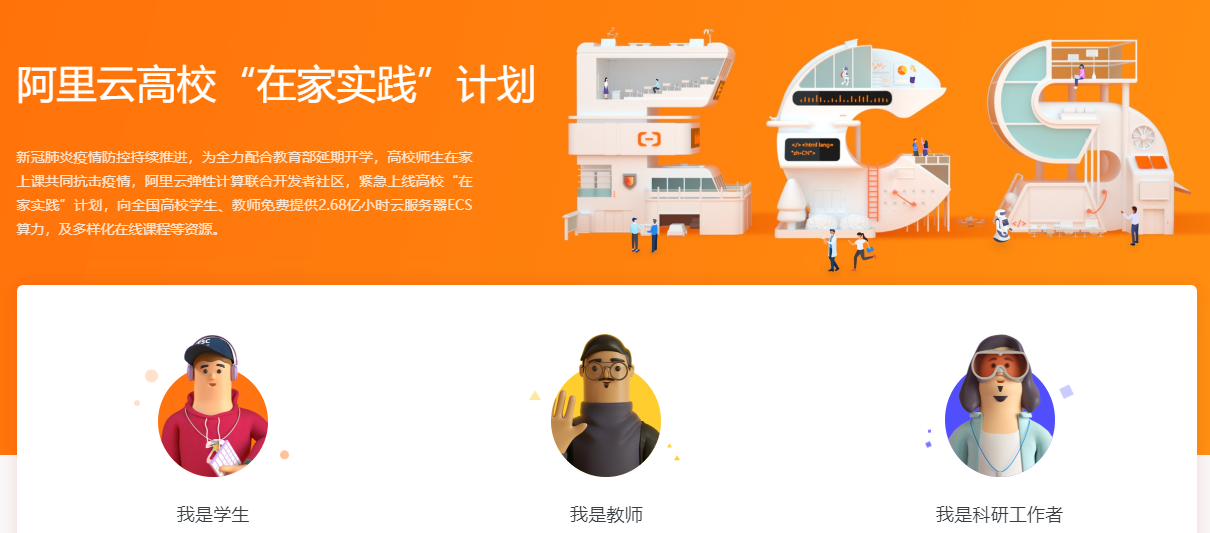 阿里云高校“在家实践”计划
新冠肺炎疫情防控持续推进，为全力配合教育部延期开学，高校师生在家
上课共同抗击疫情，阿里云弹性计算联合开发者社区，紧急上线高校“在
家实践”计划，向全国高校学生、教师免费提供2.68亿小时云服务器ECS
算力，及多样化在线课程等资源。
</> <html lang=
"zh-CN">
</>
ESC
我是学生
我是教师
我是科研工作者